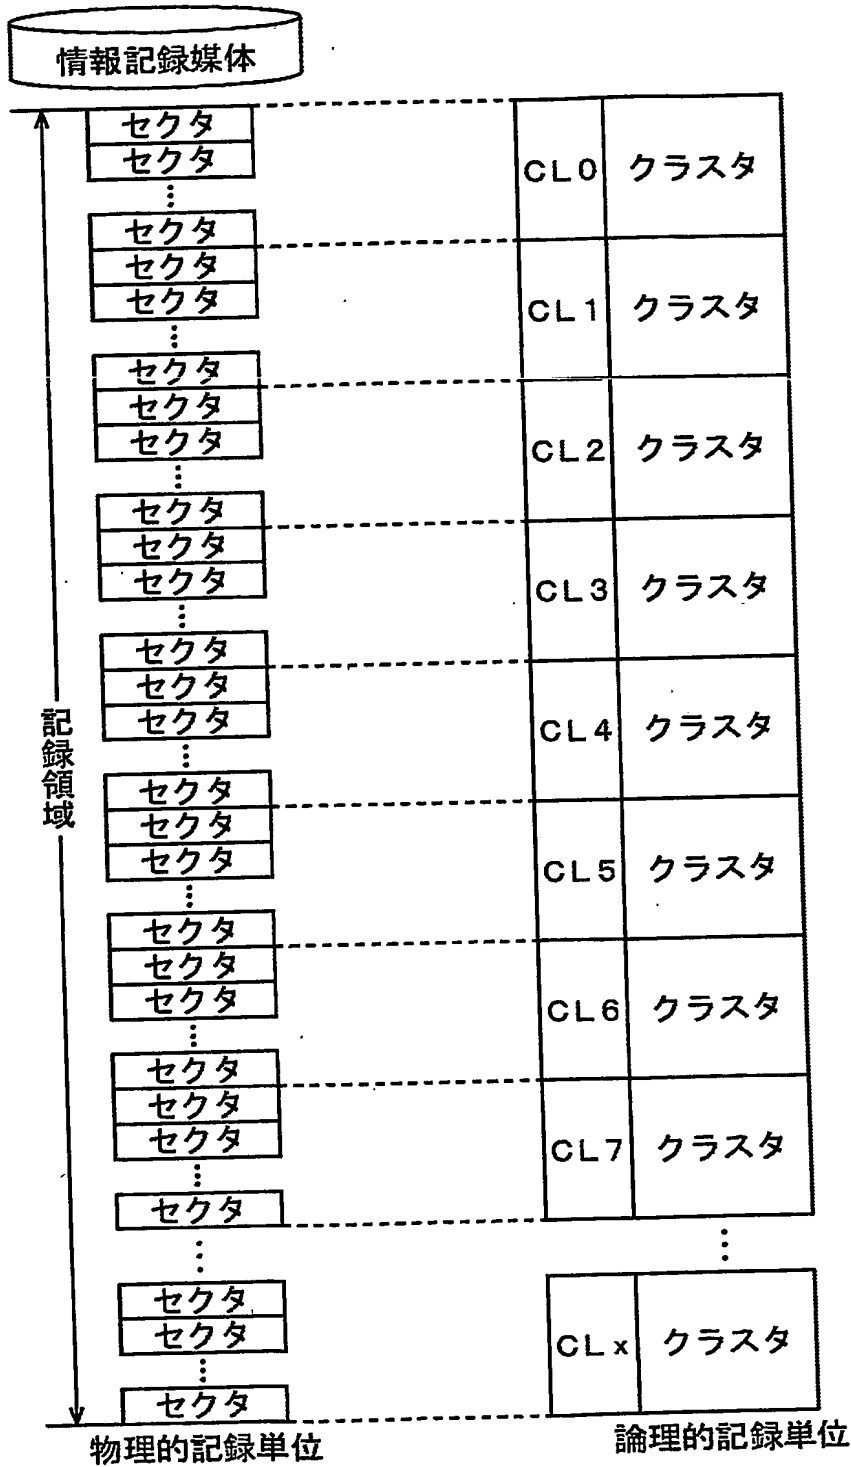 情報記録媒体
記録領域
セクタ
セクタ
⋮
セクタ
セクタ
セクタ
⋮
セクタ
セクタ
セクタ
⋮
セクタ
セクタ
セクタ
⋮
セクタ
セクタ
セクタ
⋮
セクタ
セクタ
セクタ
⋮
セクタ
セクタ
セクタ
⋮
セクタ
セクタ
セクタ
⋮
セクタ
⋮
セクタ
セクタ
⋮
セクタ
物理的記録単位
CL0 クラスタ
CL1 クラスタ
CL2 クラスタ
CL3 クラスタ
CL4 クラスタ
CL5 クラスタ
CL6 クラスタ
CL7 クラスタ
⋮
CLx クラスタ
論理的記録単位